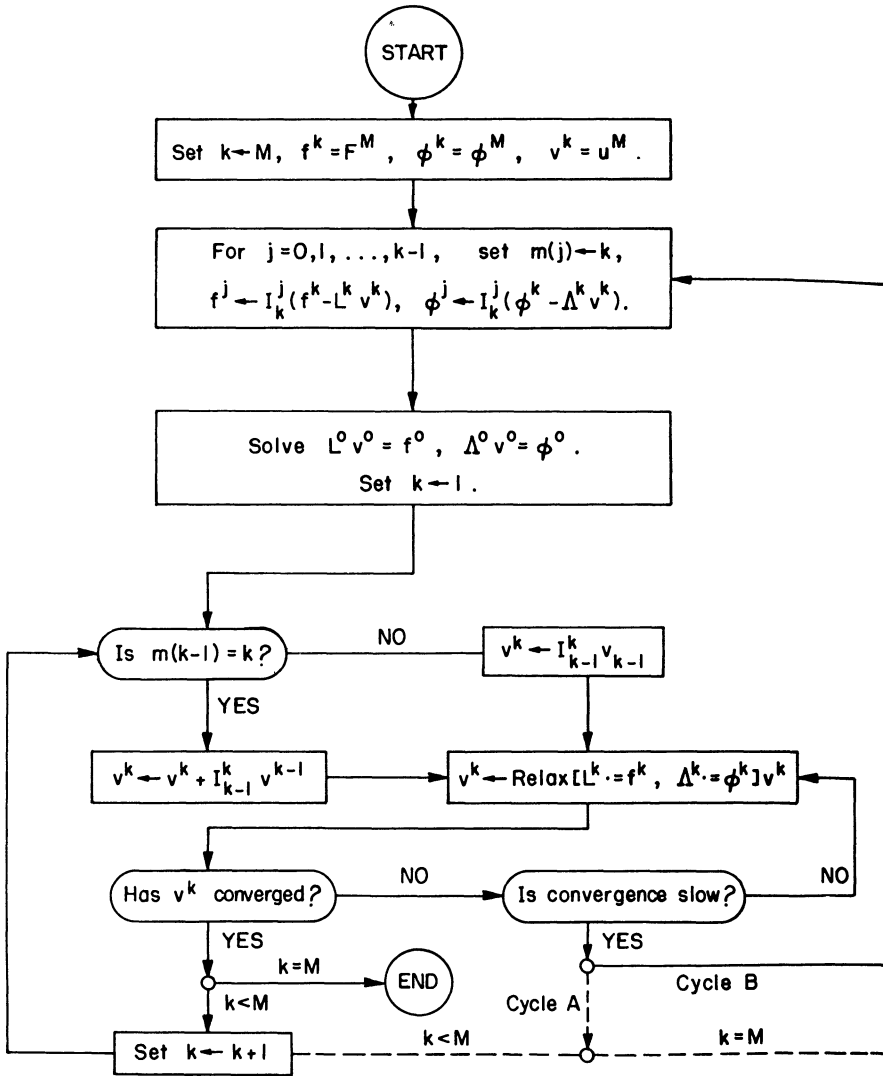 START
Set k←M, f^k=F^M, ϕ^k=ϕ^M, v^k=u^M.
For j=0,1,...,k-1, set m(j)←k,
f^j←I_k^j(f^k-L^k v^k), ϕ^j←I_k^j(ϕ^k-Λ^k v^k).
Solve L^0 v^0=f^0, Λ^0 v^0=ϕ^0.
Set k←1.
Is m(k-1)=k?
NO
v^k←I_{k-1}^k v_{k-1}
YES
v^k←v^k+I_{k-1}^k v^{k-1}
v^k←Relax[L^k·=f^k, Λ^k·=ϕ^k]v^k
Has v^k converged?
NO
Is convergence slow?
NO
YES
YES
k=M
END
Cycle A
Cycle B
k<M
Set k←k+1
k<M
k=M